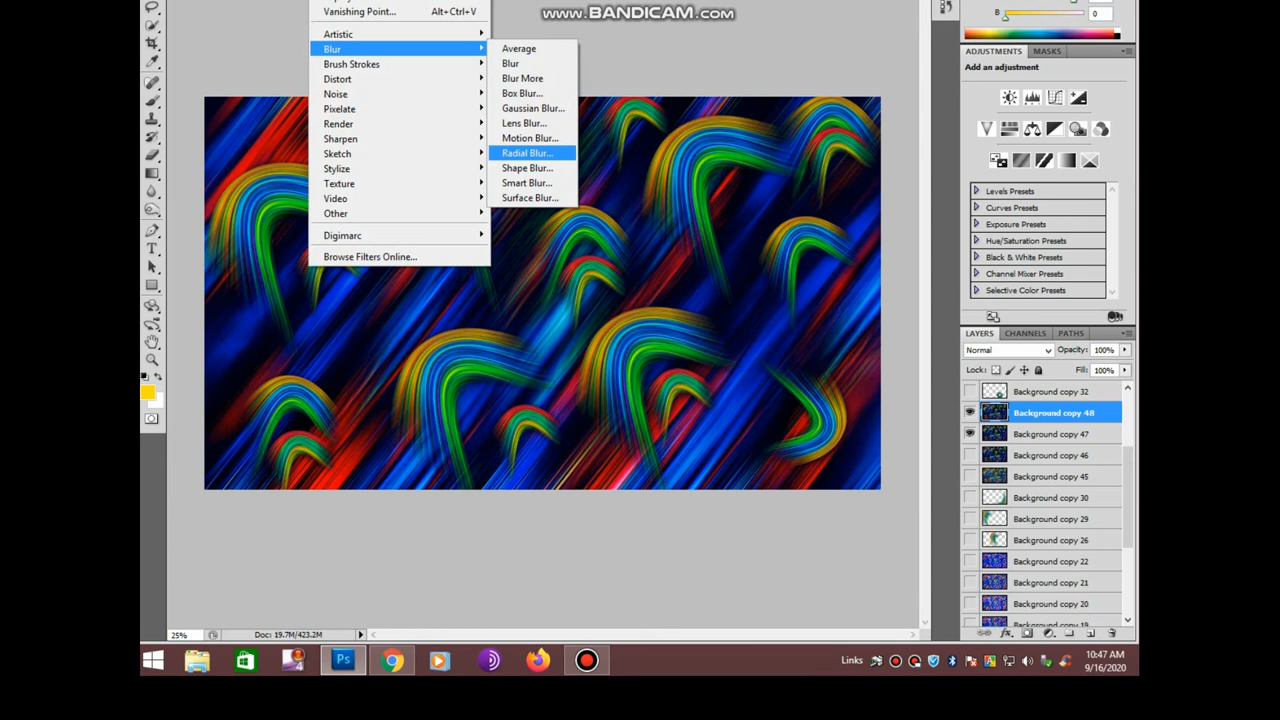 www.BANDICAM.com
Vanishing Point... Alt+Ctrl+V
Artistic
Blur
Brush Strokes
Distort
Noise
Pixelate
Render
Sharpen
Sketch
Stylize
Texture
Video
Other
Digimarc
Browse Filters Online...
Average
Blur
Blur More
Box Blur...
Gaussian Blur...
Lens Blur...
Motion Blur...
Radial Blur...
Shape Blur...
Smart Blur...
Surface Blur...
B 0
ADJUSTMENTS MASKS
Add an adjustment
Levels Presets
Curves Presets
Exposure Presets
Hue/Saturation Presets
Black & White Presets
Channel Mixer Presets
Selective Color Presets
LAYERS CHANNELS PATHS
Normal Opacity: 100%
Lock: Fill: 100%
Background copy 32
Background copy 48
Background copy 47
Background copy 46
Background copy 45
Background copy 30
Background copy 29
Background copy 26
Background copy 22
Background copy 21
Background copy 20
Background copy 19
25% Doc: 19.7M/423.2M
Ps
Links 10:47 AM
9/16/2020